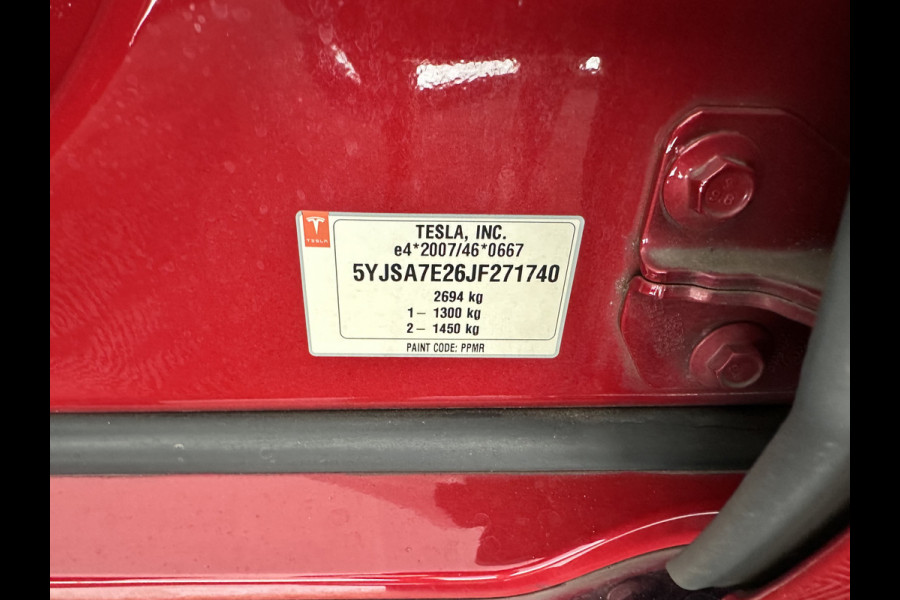 TESLA
TESLA, INC.
e4*2007/46*0667
5YJSA7E26JF271740
2694 kg
1– 1300 kg
2– 1450 kg
PAINT CODE: PPMR